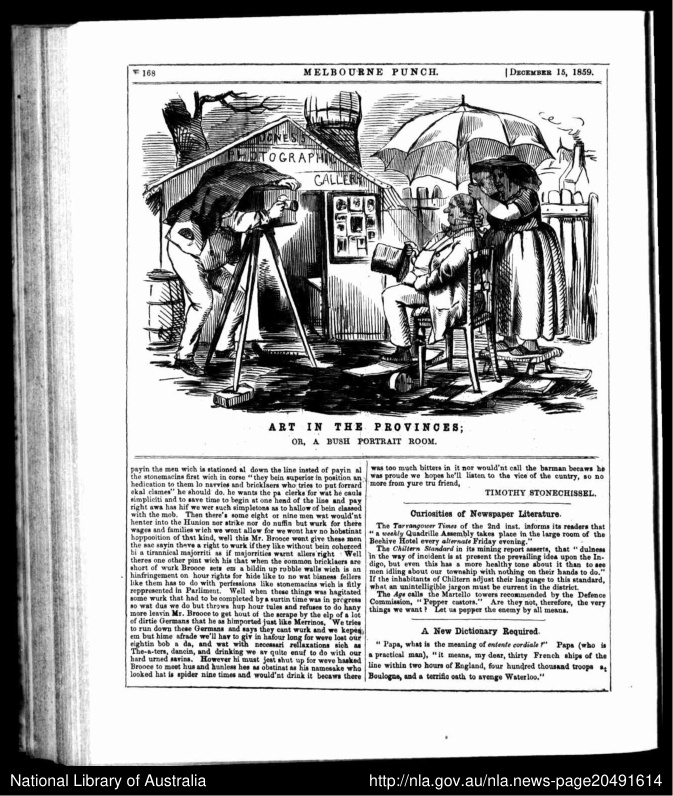 168
MELBOURNE PUNCH.
[DECEMBER 15, 1859.
PHOTOGRAPHIC
GALLERY
ART IN THE PROVINCES;
OR, A BUSH PORTRAIT ROOM.
payin the men wich is stationed al down the line insted of payin al
the stonemacins first wich in corse "they bein superior in position an
hedication to them lo navvies and bricklaers who tries to put forrard
ekal clames" he should do. he wants the pa clerks for wat he cauls
simplicti and to save time to begin at one hend of the line and pay
right awa has hif we wer such simpletons as to hallow of bein classed
with the mob. Then there's some eight or nine men wat would'nt
henter into the Hunion nor strike nor do nuffin but wurk for there
wages and families wich we wont allow for we wont hav no hobstinat
hoppoition of that kind, well this Mr. Brooce wont give these men
the sac sayin theve a right to wurk if they like without bein cohorced
bi a tirannical majorriti as if majorrities warnt allers right Well
theres one other pint wich his that when the common bricklaers are
short of wurk Brooce sets em a bildin up rubble walls wich is an
hinfringement on hour rights for hide like to no wat bisness fellers
like them has to do with perfessions like stonemacins wich is fitly
reppresented in Parliment. Well when these things was hagitated
some wurk that had to be completed by a surtin time was in progress
so wat dus we do but throws hup hour tules and refuses to do hany
more leavin Mr. Brooce to get hout of the scrape by the elp of a lot
of dirtie Germans that he as himported just like Merrinos. We tries
to run down these Germans and says they cant wurk and we kepes
em but hime afrade we'll hav to giv in hafour long for weve lost our
eightin bob a da, and wat with necessari rellaxations sich as
The-a-ters, dancin, and drinking we av quite enuf to do with our
hard urned savins. However hi must jest shut up for weve hasked
Brooce to meet hus and hunless hes as obstinat as his namesake who
looked hat is spider nine times and would'nt drink it becaws there
was too much bitters in it nor would'nt call the barman becaws he
was proude we hopes he'll listen to the vice of the cuntry, so no
more from yure tru friend,
TIMOTHY STONECHISSEL.
Curiosities of Newspaper Literature.
The Tarrangower Times of the 2nd inst. informs its readers that
"a weekly Quadrille Assembly takes place in the large room of the
Beehive Hotel every alternate Friday evening."
The Chiltern Standard in its mining report asserts, that "dulness
in the way of incident is at present the prevailing idea upon the In-
digo, but even this has a more healthy tone about it than to see
men idling about our township with nothing on their hands to do."
If the inhabitants of Chiltern adjust their language to this standard,
what an unintelligible jargon must be current in the district.
The Age calls the Martello towers recommended by the Defence
Commission, "Pepper castors." Are they not, therefore, the very
things we want? Let us pepper the enemy by all means.
A New Dictionary Required.
"Papa, what is the meaning of entente cordiale?" Papa (who is
a practical man), "it means, my dear, thirty French ships of the
line within two hours of England, four hundred thousand troops at
Boulogne, and a terrific oath to avenge Waterloo."
National Library of Australia
http://nla.gov.au/nla.news-page20491614